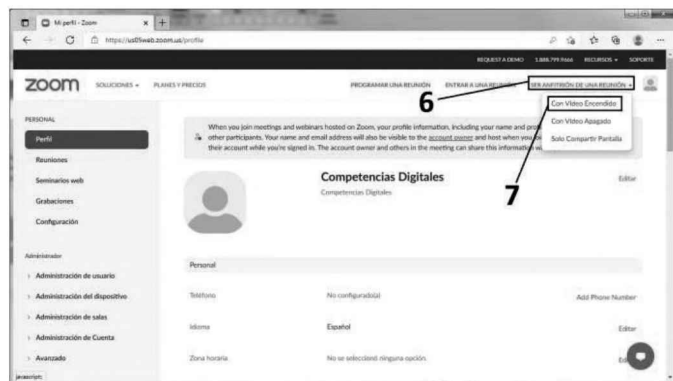 Mi perfil - Zoom
https://us05web.zoom.us/profile
REQUEST A DEMO 1.888.799.9666 RECURSOS SOPORTE
zoom SOLUCIONES PLANES Y PRECIOS PROGRAMAR UNA REUNIÓN ENTRAR A UNA REUNIÓN SER ANFITRIÓN DE UNA REUNIÓN
6
Con Vídeo Encendido
Con Vídeo Apagado
Solo Compartir Pantalla
7
PERSONAL
Perfil
Reuniones
Seminarios web
Grabaciones
Configuración
Administrador
Administración de usuario
Administración del dispositivo
Administración de salas
Administración de Cuenta
Avanzado
When you join meetings and webinars hosted on Zoom, your profile information, including your name and
other participants. Your name and email address will also be visible to the account owner and host when you
their account while you're signed in. The account owner and others in the meeting can share this information
Competencias Digitales Editar
Competencias Digitales
Personal
Teléfono No configurado(a) Add Phone Number
Idioma Español Editar
Zona horaria No se seleccionó ninguna opción.
javascript: